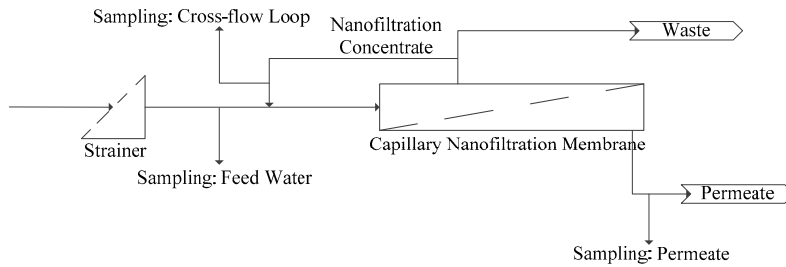 Sampling: Cross-flow Loop
Nanofiltration
Concentrate
Waste
Strainer
Capillary Nanofiltration Membrane
Sampling: Feed Water
Permeate
Sampling: Permeate